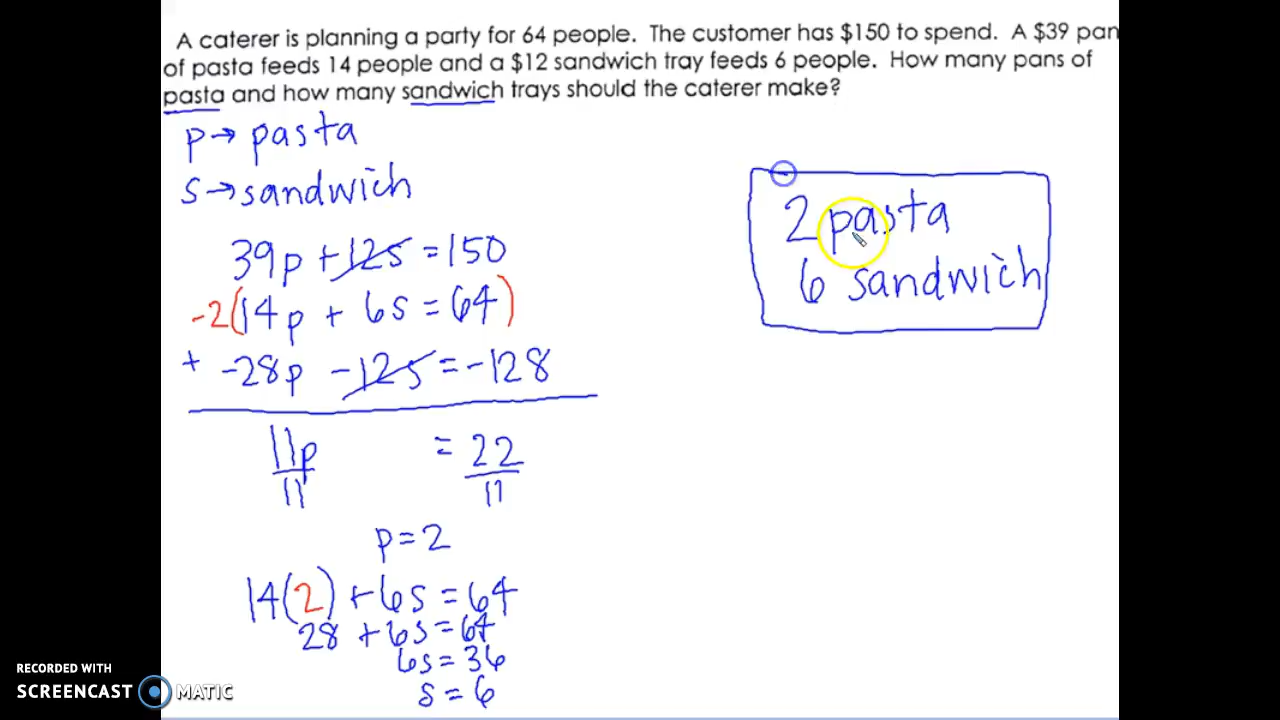 A caterer is planning a party for 64 people. The customer has $150 to spend. A $39 pan
of pasta feeds 14 people and a $12 sandwich tray feeds 6 people. How many pans of
pasta and how many sandwich trays should the caterer make?
p→ pasta
s→sandwich
39p + 12s = 150
-2(14p + 6s = 64)
+ -28p - 12s = -128
11p = 22
11 11
p = 2
14(2) + 6s = 64
28 + 6s = 64
6s = 36
s = 6
2 pasta
6 sandwich
RECORDED WITH
SCREENCAST MATIC